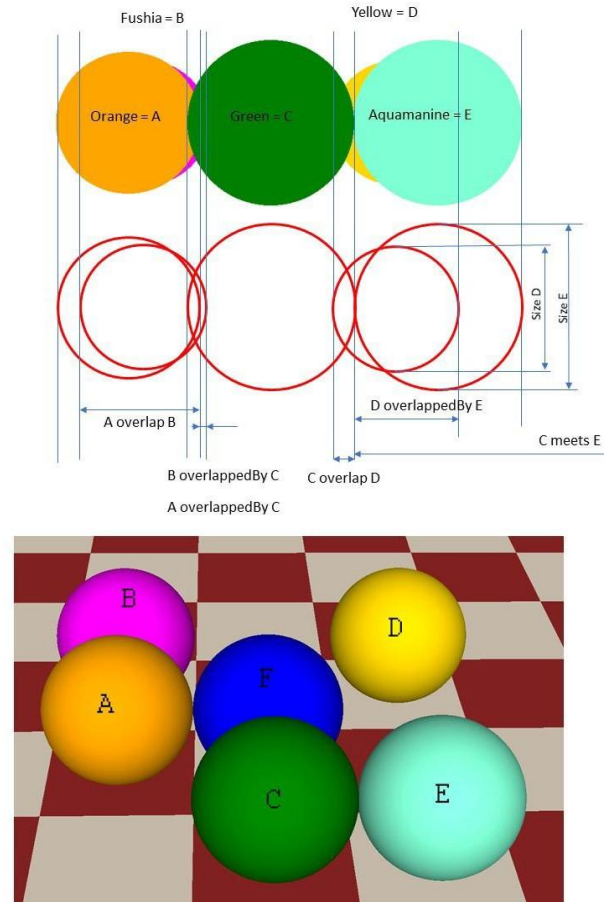 Fushia = B
Yellow = D
Orange = A
Green = C
Aquamanine = E
Size D
Size E
A overlap B
D overlappedBy E
C meets E
B overlappedBy C
C overlap D
A overlappedBy C
B
D
F
A
C
E